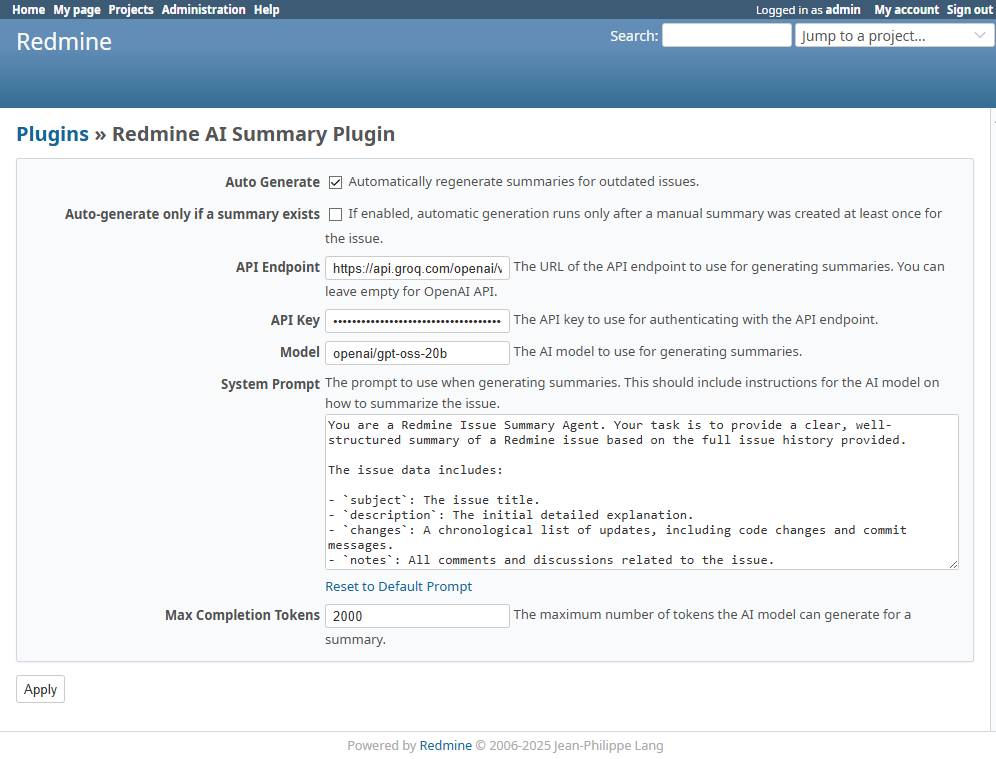 Home My page Projects Administration Help Logged in as admin My account Sign out
Redmine Search: Jump to a project...
Plugins » Redmine AI Summary Plugin
Auto Generate Automatically regenerate summaries for outdated issues.
Auto-generate only if a summary exists If enabled, automatic generation runs only after a manual summary was created at least once for
the issue.
API Endpoint https://api.groq.com/openai/v The URL of the API endpoint to use for generating summaries. You can
leave empty for OpenAI API.
API Key •••••••••••••••••••••••••••••••••••• The API key to use for authenticating with the API endpoint.
Model openai/gpt-oss-20b The AI model to use for generating summaries.
System Prompt The prompt to use when generating summaries. This should include instructions for the AI model on
how to summarize the issue.
You are a Redmine Issue Summary Agent. Your task is to provide a clear, well-
structured summary of a Redmine issue based on the full issue history provided.
The issue data includes:
- `subject`: The issue title.
- `description`: The initial detailed explanation.
- `changes`: A chronological list of updates, including code changes and commit
messages.
- `notes`: All comments and discussions related to the issue.
Reset to Default Prompt
Max Completion Tokens 2000 The maximum number of tokens the AI model can generate for a
summary.
Apply
Powered by Redmine © 2006-2025 Jean-Philippe Lang